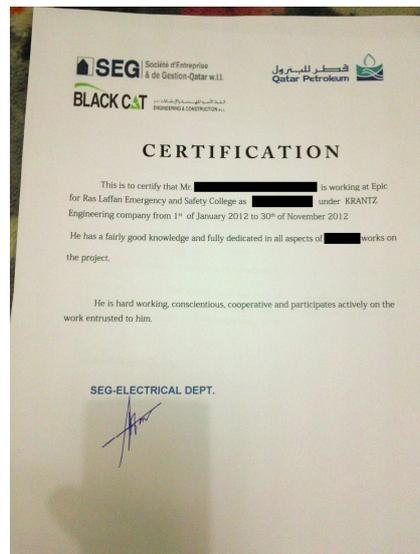 SEG Société d'Entreprise
& de Gestion-Qatar w.l.l.
قطر للبترول
Qatar Petroleum
BLACK CAT
ENGINEERING & CONSTRUCTION W.L.L.
CERTIFICATION
This is to certify that Mr. is working at Epic
for Ras Laffan Emergency and Safety College as under KRANTZ
Engineering company from 1st of January 2012 to 30th of November 2012
He has a fairly good knowledge and fully dedicated in all aspects of works on
the project.
He is hard working, conscientious, cooperative and participates actively on the
work entrusted to him.
SEG-ELECTRICAL DEPT.